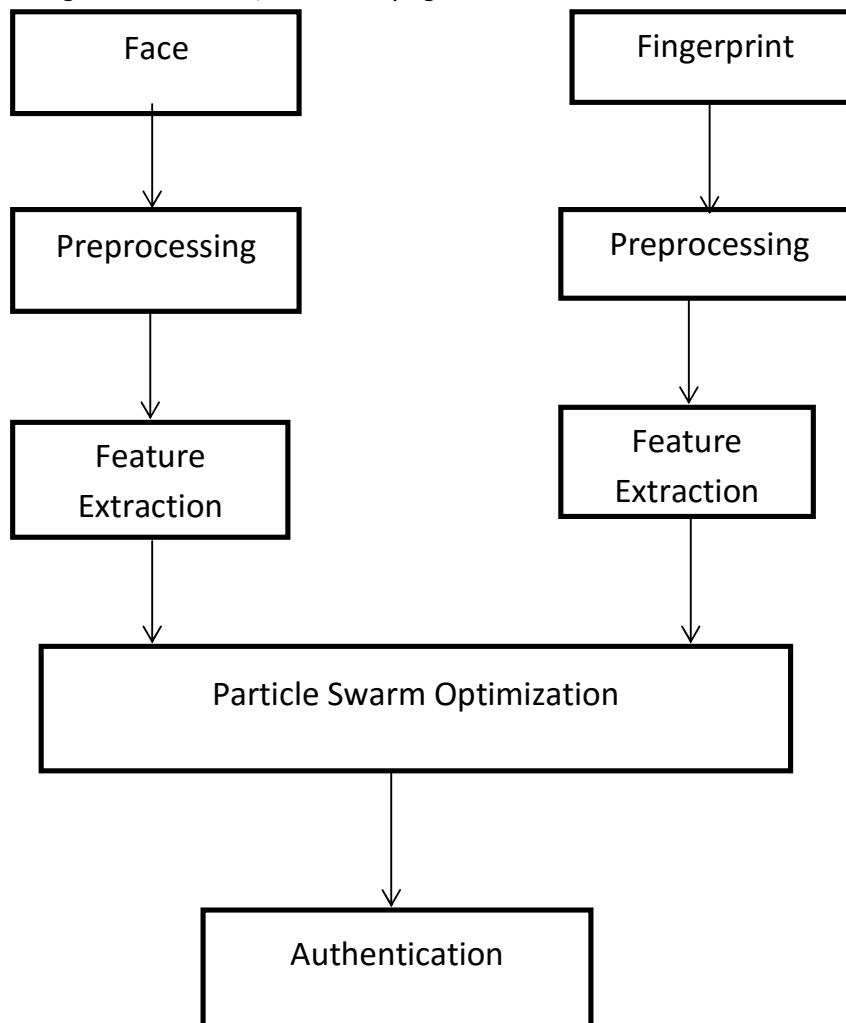 Face
Fingerprint
Preprocessing
Preprocessing
Feature
Extraction
Feature
Extraction
Particle Swarm Optimization
Authentication